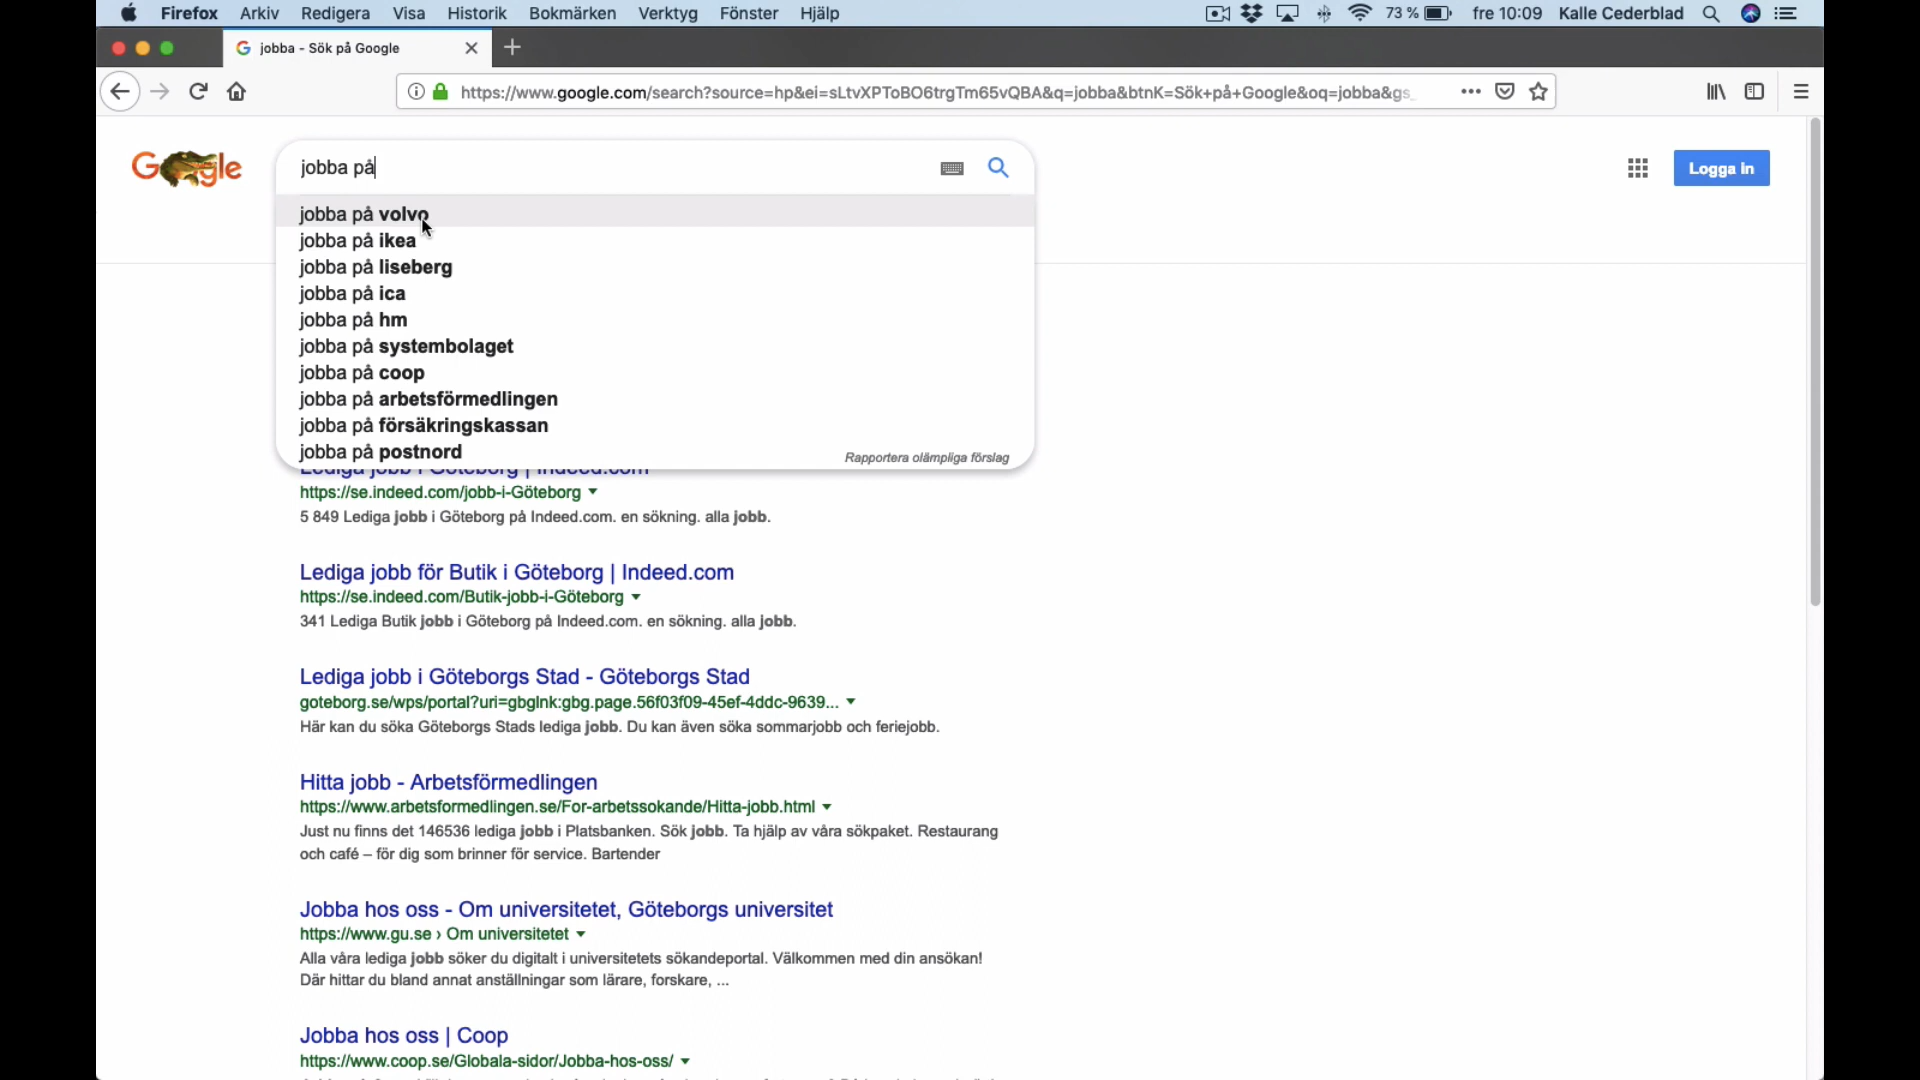 Firefox Arkiv Redigera Visa Historik Bokmärken Verktyg Fönster Hjälp 73 % fre 10:09 Kalle Cederblad
jobba - Sök på Google
https://www.google.com/search?source=hp&ei=sLtvXPToBO6trgTm65vQBA&q=jobba&btnK=Sök+på+Google&oq=jobba&gs_
Google
jobba på
Logga in
jobba på volvo
jobba på ikea
jobba på liseberg
jobba på ica
jobba på hm
jobba på systembolaget
jobba på coop
jobba på arbetsförmedlingen
jobba på försäkringskassan
jobba på postnord
Rapportera olämpliga förslag
Lediga jobb i Göteborg | Indeed.com
https://se.indeed.com/jobb-i-Göteborg
5 849 Lediga jobb i Göteborg på Indeed.com. en sökning. alla jobb.
Lediga jobb för Butik i Göteborg | Indeed.com
https://se.indeed.com/Butik-jobb-i-Göteborg
341 Lediga Butik jobb i Göteborg på Indeed.com. en sökning. alla jobb.
Lediga jobb i Göteborgs Stad - Göteborgs Stad
goteborg.se/wps/portal?uri=gbglnk:gbg.page.56f03f09-45ef-4ddc-9639...
Här kan du söka Göteborgs Stads lediga jobb. Du kan även söka sommarjobb och feriejobb.
Hitta jobb - Arbetsförmedlingen
https://www.arbetsformedlingen.se/For-arbetssokande/Hitta-jobb.html
Just nu finns det 146536 lediga jobb i Platsbanken. Sök jobb. Ta hjälp av våra sökpaket. Restaurang
och café – för dig som brinner för service. Bartender
Jobba hos oss - Om universitetet, Göteborgs universitet
https://www.gu.se › Om universitetet
Alla våra lediga jobb söker du digitalt i universitetets sökandeportal. Välkommen med din ansökan!
Där hittar du bland annat anställningar som lärare, forskare, ...
Jobba hos oss | Coop
https://www.coop.se/Globala-sidor/Jobba-hos-oss/